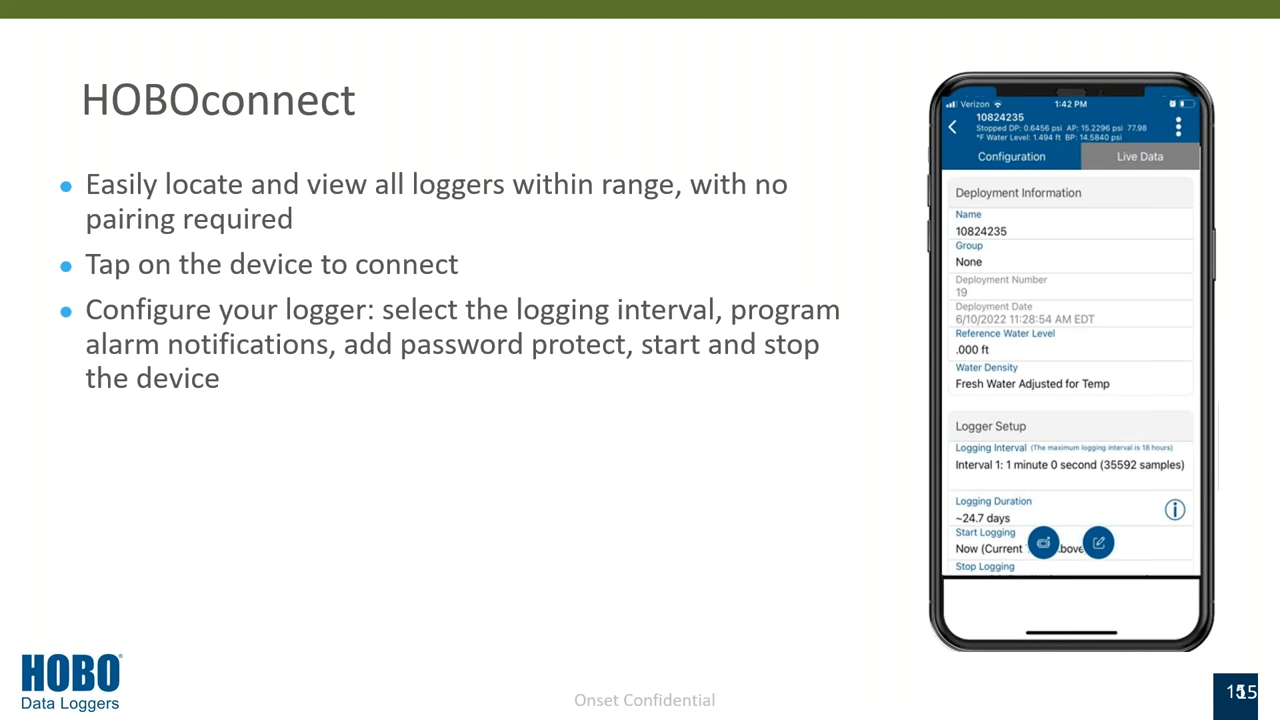 HOBOconnect
Easily locate and view all loggers within range, with no
pairing required
Tap on the device to connect
Configure your logger: select the logging interval, program
alarm notifications, add password protect, start and stop
the device
Verizon
1:42 PM
10824235
Stopped DP: 0.6456 psi AP: 15.2296 psi 77.98
°F Water Level: 1.494 ft BP: 14.5840 psi
Configuration
Live Data
Deployment Information
Name
10824235
Group
None
Deployment Number
19
Deployment Date
6/10/2022 11:28:54 AM EDT
Reference Water Level
.000 ft
Water Density
Fresh Water Adjusted for Temp
Logger Setup
Logging Interval (The maximum logging interval is 18 hours)
Interval 1: 1 minute 0 second (35592 samples)
Logging Duration
~24.7 days
Start Logging
Now (Current
Stop Logging
HOBO®
Data Loggers
Onset Confidential
15